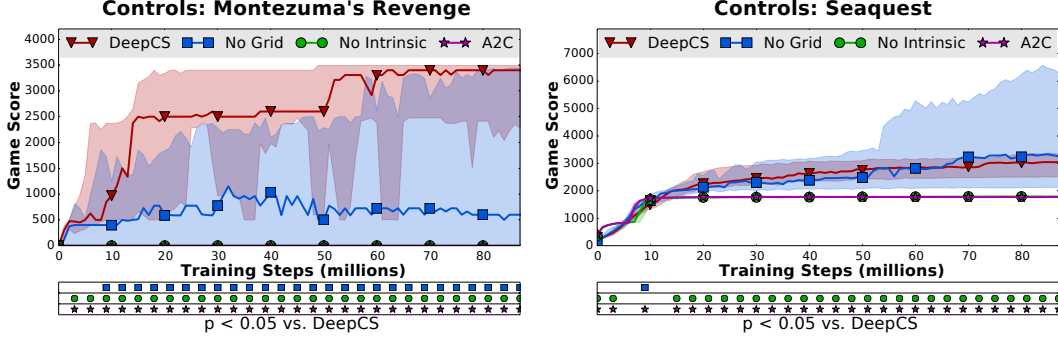 Controls: Montezuma's Revenge
DeepCS No Grid No Intrinsic A2C
4000
3500
3000
2500
2000
1500
1000
500
0
Game Score
0 10 20 30 40 50 60 70 80
Training Steps (millions)
p < 0.05 vs. DeepCS
Controls: Seaquest
DeepCS No Grid No Intrinsic A2C
7000
6000
5000
4000
3000
2000
1000
0
Game Score
0 10 20 30 40 50 60 70 80
Training Steps (millions)
p < 0.05 vs. DeepCS